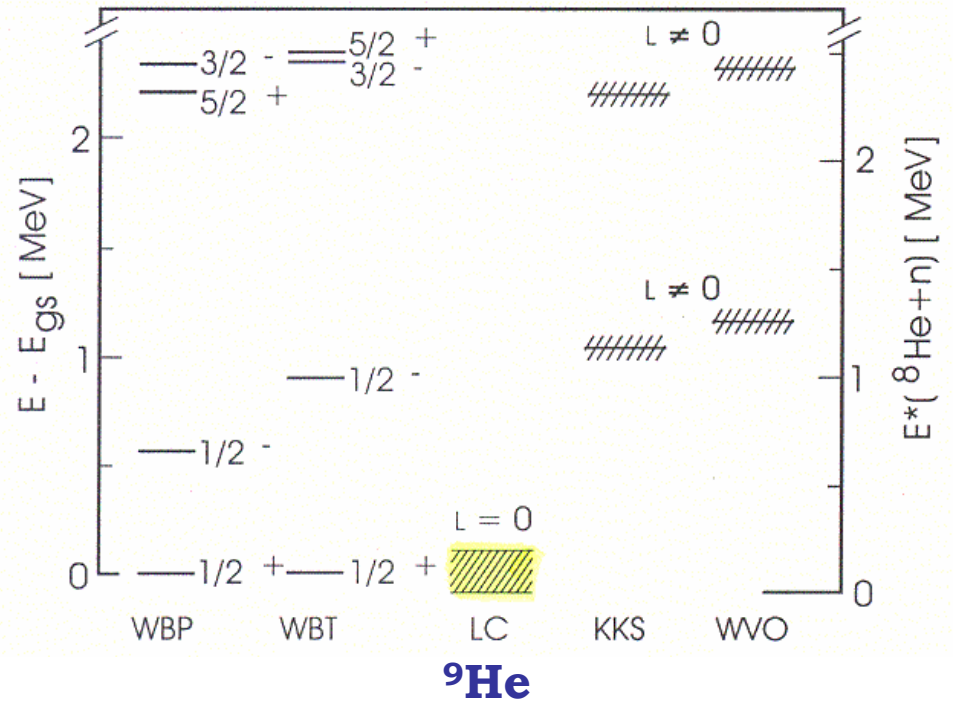 L ≠ 0
5/2 +
3/2 -
3/2 -
5/2 +
2
2
E - Egs [ MeV]
E*( ⁸He+n) [ MeV]
L ≠ 0
1
1/2 -
1
1/2 -
L = 0
0
1/2 +
1/2 +
0
WBP WBT LC KKS WVO
⁹He